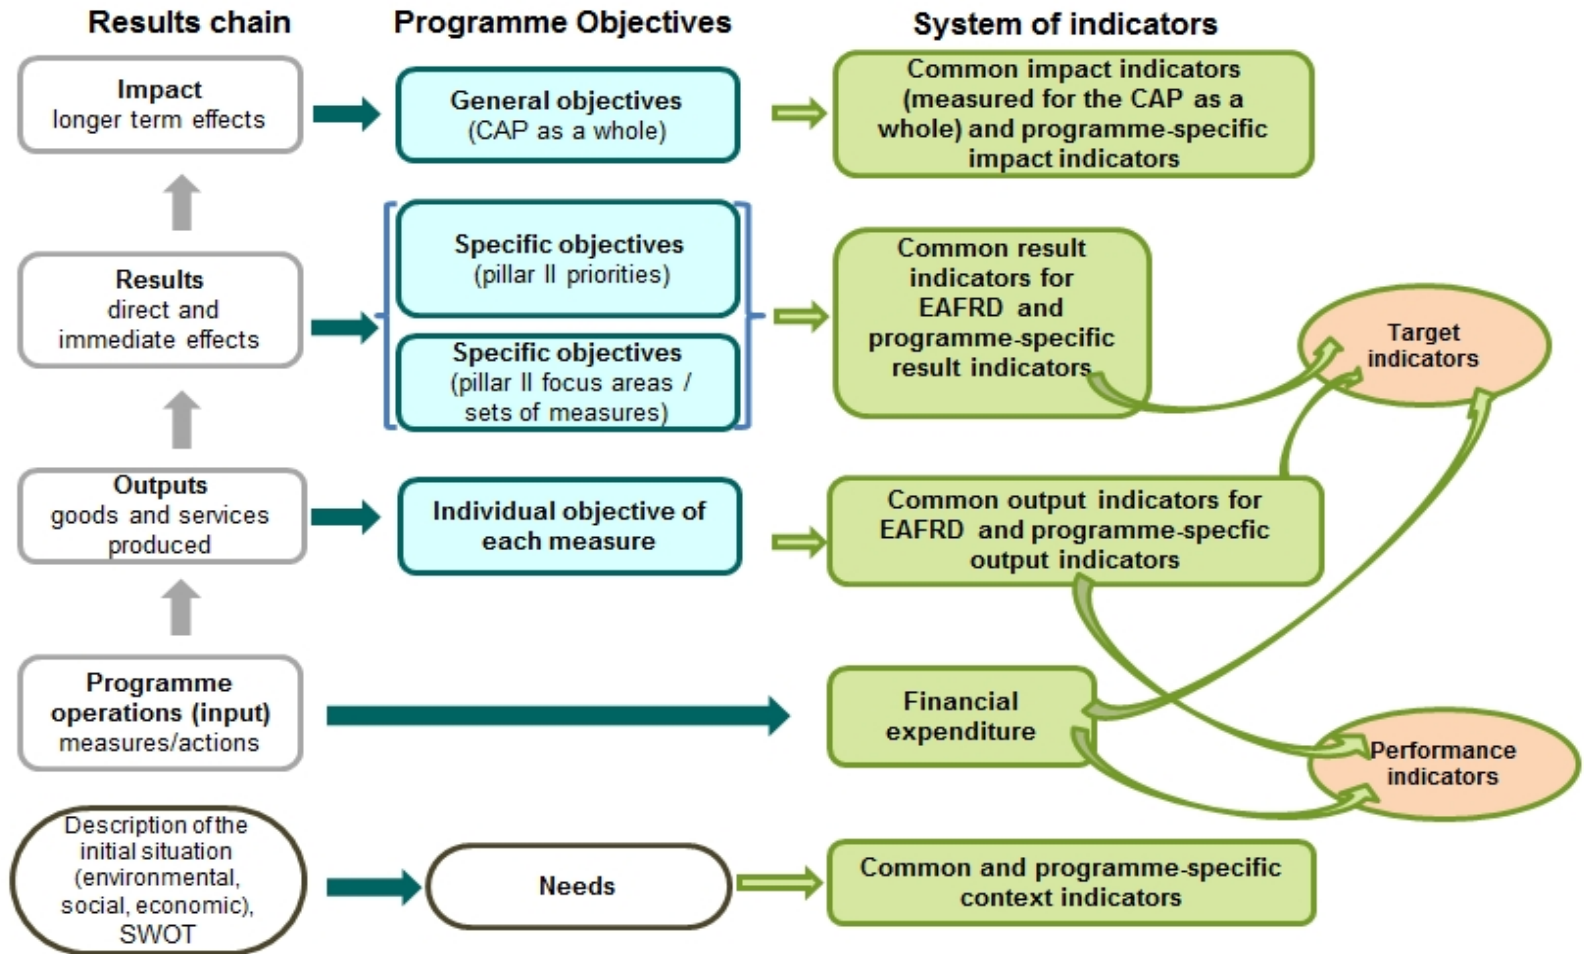 Results chain
Programme Objectives
System of indicators
Impact
longer term effects
General objectives
(CAP as a whole)
Common impact indicators
(measured for the CAP as a
whole) and programme-specific
impact indicators
Results
direct and
immediate effects
Specific objectives
(pillar II priorities)
Specific objectives
(pillar II focus areas /
sets of measures)
Common result
indicators for
EAFRD and
programme-specific
result indicators
Target
indicators
Outputs
goods and services
produced
Individual objective of
each measure
Common output indicators for
EAFRD and programme-specfic
output indicators
Programme
operations (input)
measures/actions
Financial
expenditure
Performance
indicators
Description of the
initial situation
(environmental,
social, economic),
SWOT
Needs
Common and programme-specific
context indicators